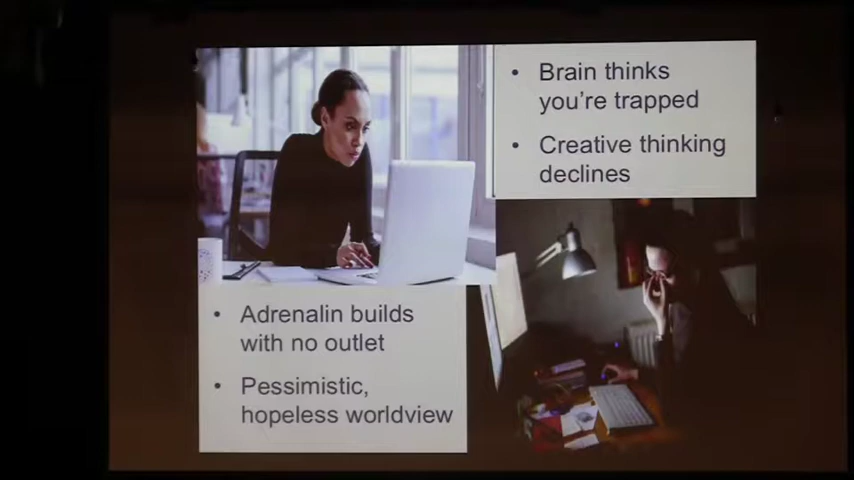 • Brain thinks
you're trapped
• Creative thinking
declines
• Adrenalin builds
with no outlet
• Pessimistic,
hopeless worldview